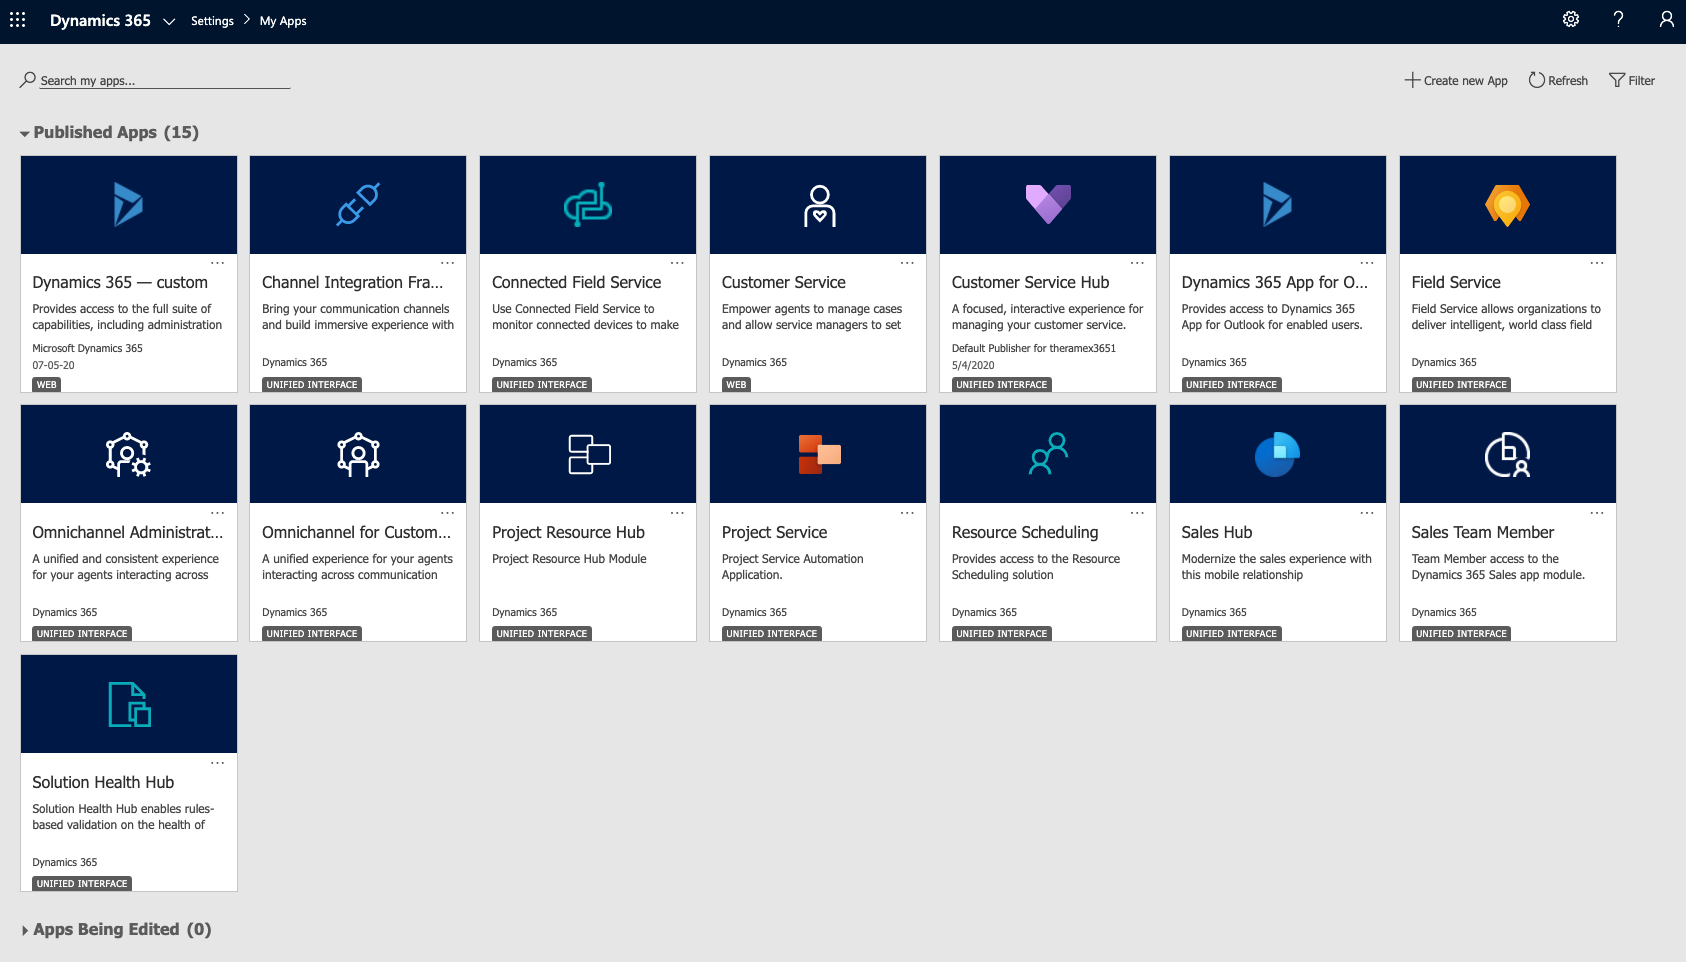 Dynamics 365 Settings My Apps
Search my apps...
Create new App Refresh Filter
Published Apps (15)
Dynamics 365 — custom
Provides access to the full suite of
capabilities, including administration
Microsoft Dynamics 365
07-05-20
WEB
Channel Integration Fra...
Bring your communication channels
and build immersive experience with
Dynamics 365
UNIFIED INTERFACE
Connected Field Service
Use Connected Field Service to
monitor connected devices to make
Dynamics 365
UNIFIED INTERFACE
Customer Service
Empower agents to manage cases
and allow service managers to set
Dynamics 365
WEB
Customer Service Hub
A focused, interactive experience for
managing your customer service.
Default Publisher for theramex3651
5/4/2020
UNIFIED INTERFACE
Dynamics 365 App for O...
Provides access to Dynamics 365
App for Outlook for enabled users.
Dynamics 365
UNIFIED INTERFACE
Field Service
Field Service allows organizations to
deliver intelligent, world class field
Dynamics 365
UNIFIED INTERFACE
Omnichannel Administrat...
A unified and consistent experience
for your agents interacting across
Dynamics 365
UNIFIED INTERFACE
Omnichannel for Custom...
A unified experience for your agents
interacting across communication
Dynamics 365
UNIFIED INTERFACE
Project Resource Hub
Project Resource Hub Module
Dynamics 365
UNIFIED INTERFACE
Project Service
Project Service Automation
Application.
Dynamics 365
UNIFIED INTERFACE
Resource Scheduling
Provides access to the Resource
Scheduling solution
Dynamics 365
UNIFIED INTERFACE
Sales Hub
Modernize the sales experience with
this mobile relationship
Dynamics 365
UNIFIED INTERFACE
Sales Team Member
Team Member access to the
Dynamics 365 Sales app module.
Dynamics 365
UNIFIED INTERFACE
Solution Health Hub
Solution Health Hub enables rules-
based validation on the health of
Dynamics 365
UNIFIED INTERFACE
Apps Being Edited (0)